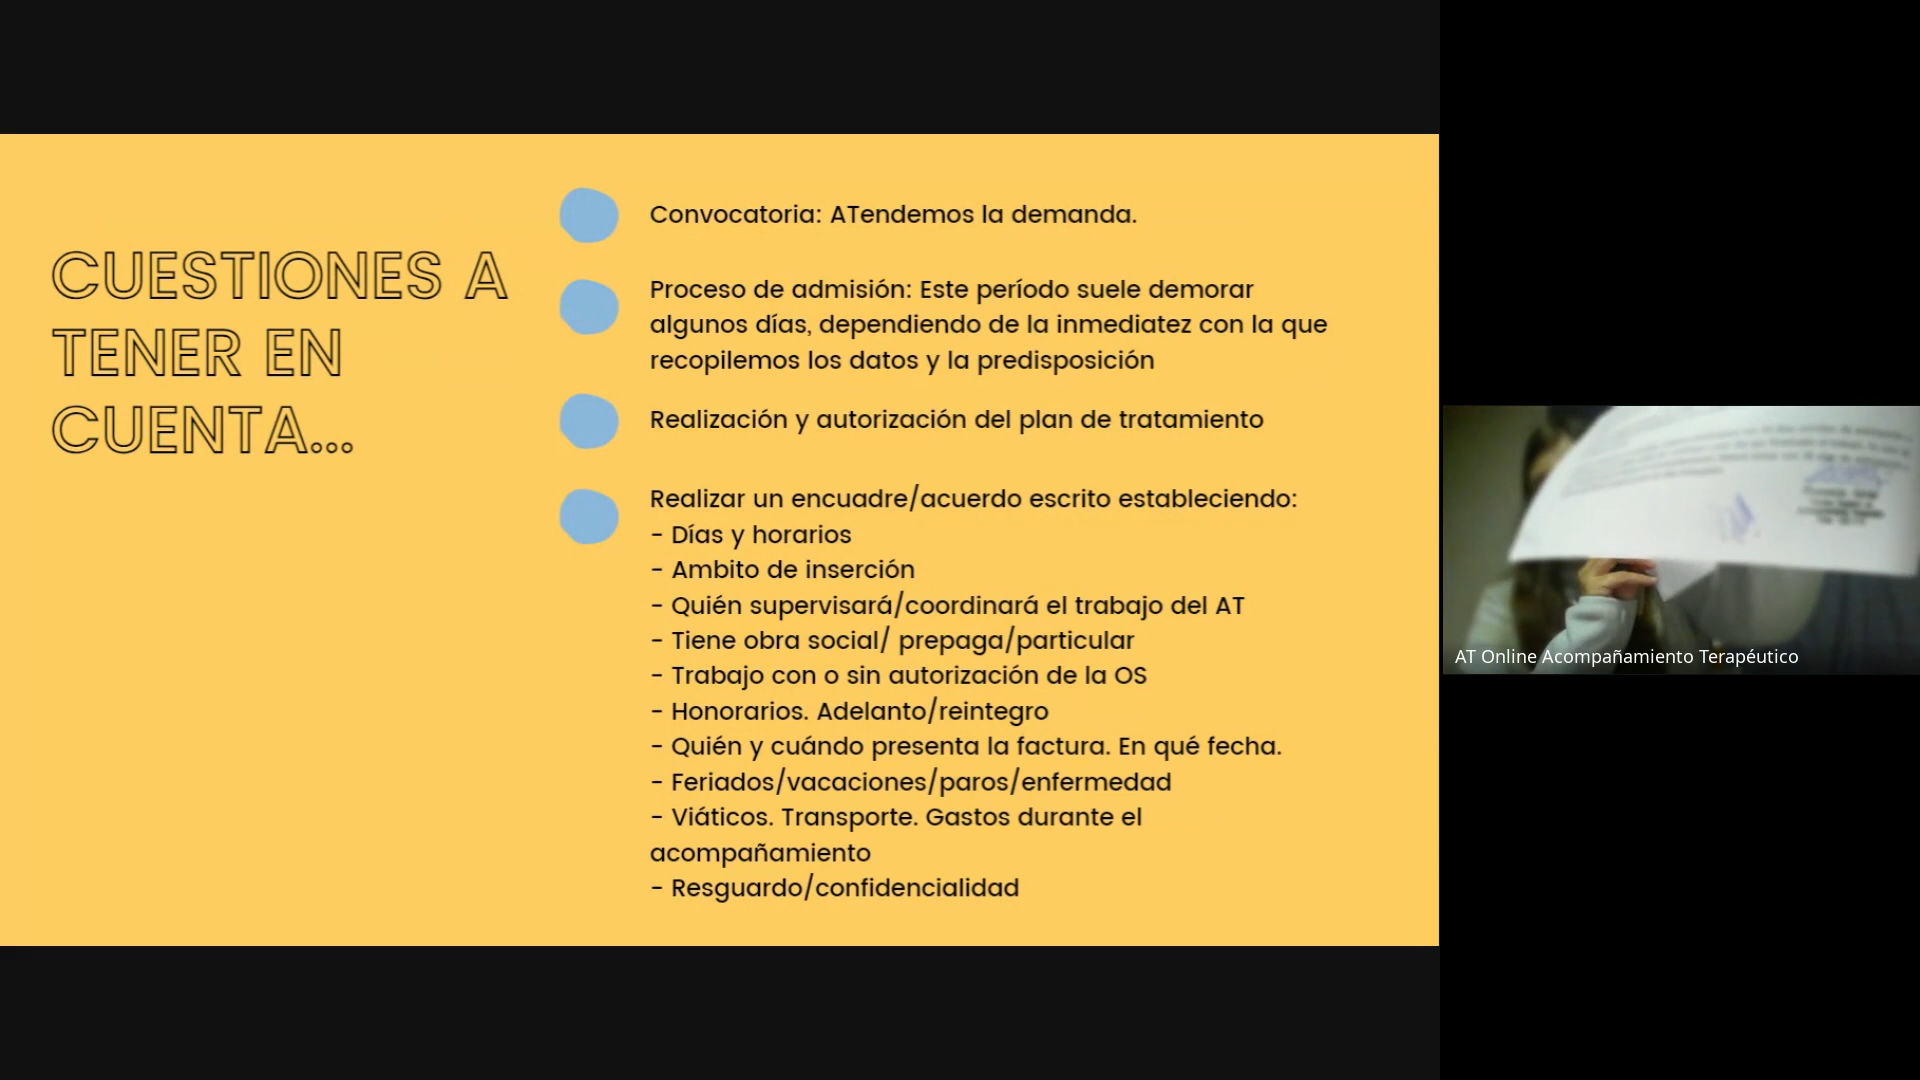 CUESTIONES A
TENER EN
CUENTA...
Convocatoria: ATendemos la demanda.
Proceso de admisión: Este período suele demorar
algunos días, dependiendo de la inmediatez con la que
recopilemos los datos y la predisposición
Realización y autorización del plan de tratamiento
Realizar un encuadre/acuerdo escrito estableciendo:
- Días y horarios
- Ambito de inserción
- Quién supervisará/coordinará el trabajo del AT
- Tiene obra social/ prepaga/particular
- Trabajo con o sin autorización de la OS
- Honorarios. Adelanto/reintegro
- Quién y cuándo presenta la factura. En qué fecha.
- Feriados/vacaciones/paros/enfermedad
- Viáticos. Transporte. Gastos durante el
acompañamiento
- Resguardo/confidencialidad
AT Online Acompañamiento Terapéutico